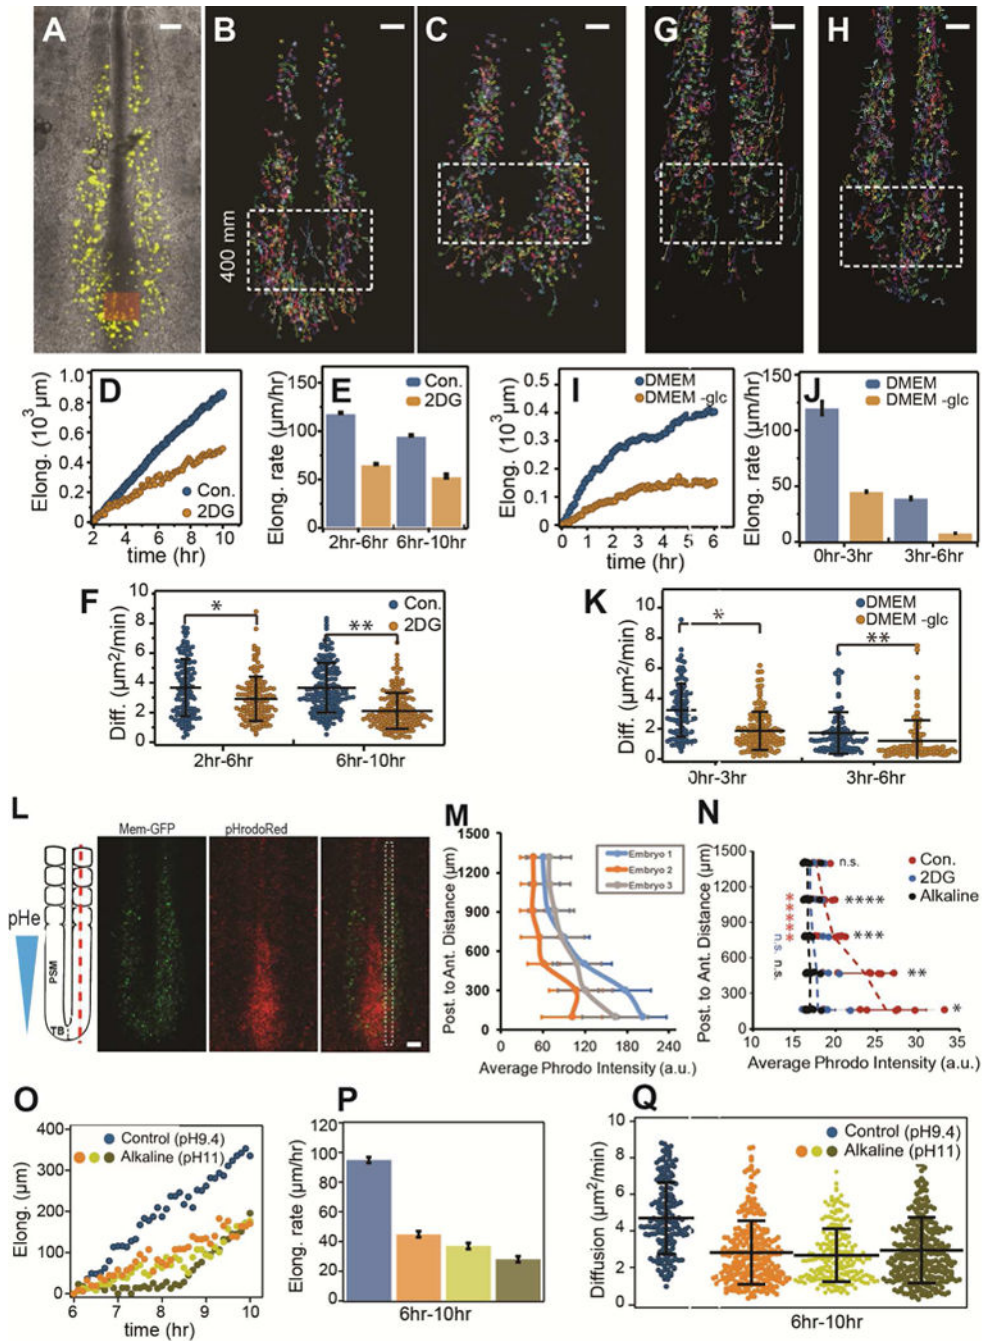 A
B
C
G
H
400 mm
D
Elong. (10³ µm)
1.0
0.8
0.6
0.4
0.2
0
Con.
2DG
2 4 6 8 10
time (hr)
E
Elong. rate (µm/hr)
150
100
50
0
Con.
2DG
2hr-6hr 6hr-10hr
I
Elong. (10³ µm)
0.5
0.4
0.3
0.2
0.1
0
DMEM
DMEM -glc
0 1 2 3 4 5 6
time (hr)
J
Elong. rate (µm/hr)
150
100
50
0
DMEM
DMEM -glc
0hr-3hr 3hr-6hr
F
Diff. (µm²/min)
10
8
6
4
2
0
Con.
2DG
* **
2hr-6hr 6hr-10hr
K
Diff. (µm²/min)
10
8
6
4
2
0
DMEM
DMEM -glc
* **
0hr-3hr 3hr-6hr
L
pHe
PSM
TB
Mem-GFP
pHrodoRed
M
Post. to Ant. Distance (µm)
1500
1200
900
600
300
0
Embryo 1
Embryo 2
Embryo 3
0 60 120 180 240
Average Phrodo Intensity (a.u.)
N
Post. to Ant. Distance (µm)
1500
1200
900
600
300
0
Con.
2DG
Alkaline
n.s.
****
***
**
*
*****
n.s.
n.s.
10 15 20 25 30 35
Average Phrodo Intensity (a.u.)
O
Elong. (µm)
400
300
200
100
0
Control (pH9.4)
Alkaline (pH11)
6 7 8 9 10
time (hr)
P
Elong. rate (µm/hr)
120
100
80
60
40
20
0
6hr-10hr
Q
Diffusion (µm²/min)
10
8
6
4
2
0
Control (pH9.4)
Alkaline (pH11)
6hr-10hr